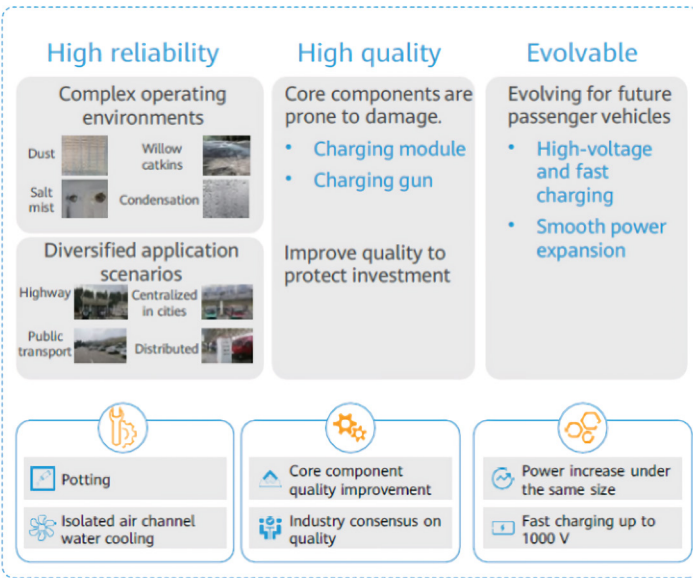 High reliability
Complex operating
environments
Dust
Willow
catkins
Salt
mist
Condensation
Diversified application
scenarios
Highway
Centralized
in cities
Public
transport
Distributed
High quality
Core components are
prone to damage.
• Charging module
• Charging gun
Improve quality to
protect investment
Evolvable
Evolving for future
passenger vehicles
• High-voltage
and fast
charging
• Smooth power
expansion
Potting
Isolated air channel
water cooling
Core component
quality improvement
Industry consensus on
quality
Power increase under
the same size
Fast charging up to
1000 V